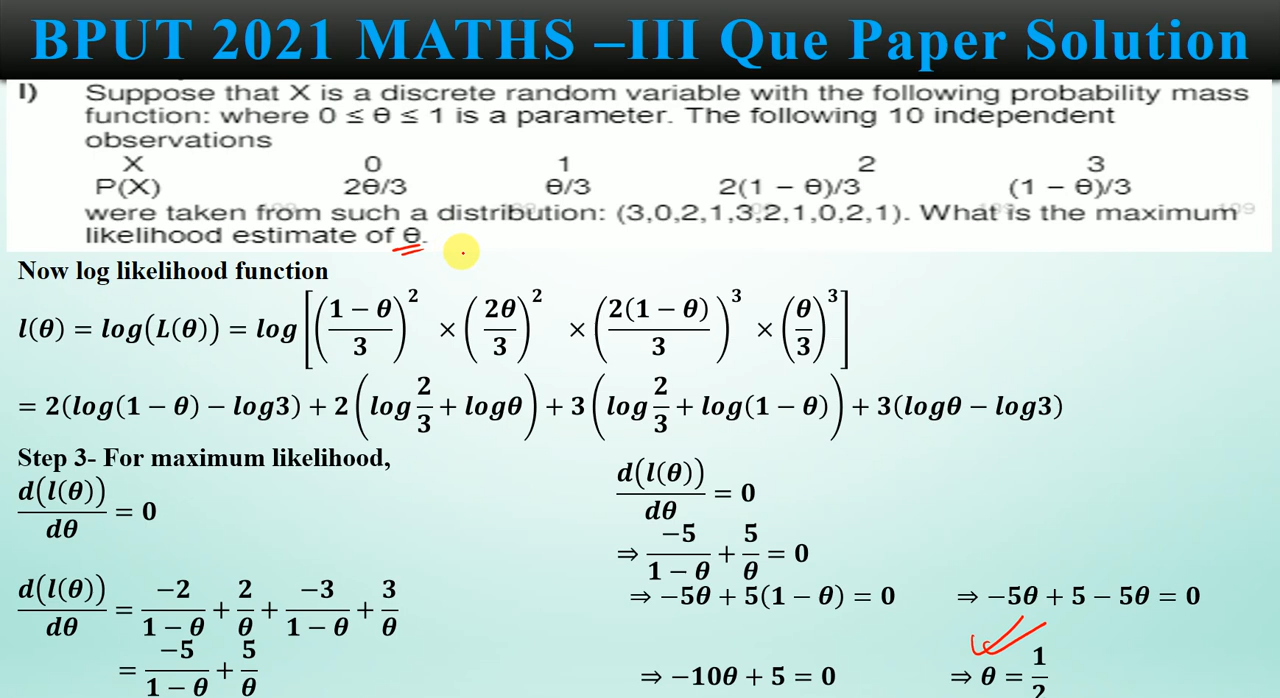 BPUT 2021 MATHS –III Que Paper Solution
I) Suppose that X is a discrete random variable with the following probability mass
function: where 0 ≤ θ ≤ 1 is a parameter. The following 10 independent
observations
X 0 1 2 3
P(X) 2θ/3 θ/3 2(1 − θ)/3 (1 − θ)/3
were taken from such a distribution: (3,0,2,1,3,2,1,0,2,1). What is the maximum
likelihood estimate of θ.
Now log likelihood function
l(θ) = log(L(θ)) = log[((1 − θ)/3)^2 × (2θ/3)^2 × (2(1 − θ)/3)^3 × (θ/3)^3]
= 2(log(1 − θ) − log3) + 2(log 2/3 + logθ) + 3(log 2/3 + log(1 − θ)) + 3(logθ − log3)
Step 3- For maximum likelihood,
d(l(θ))/dθ = 0
d(l(θ))/dθ = −2/(1 − θ) + 2/θ + −3/(1 − θ) + 3/θ
= −5/(1 − θ) + 5/θ
d(l(θ))/dθ = 0
⇒ −5/(1 − θ) + 5/θ = 0
⇒ −5θ + 5(1 − θ) = 0 ⇒ −5θ + 5 − 5θ = 0
⇒ −10θ + 5 = 0 ⇒ θ = 1/2